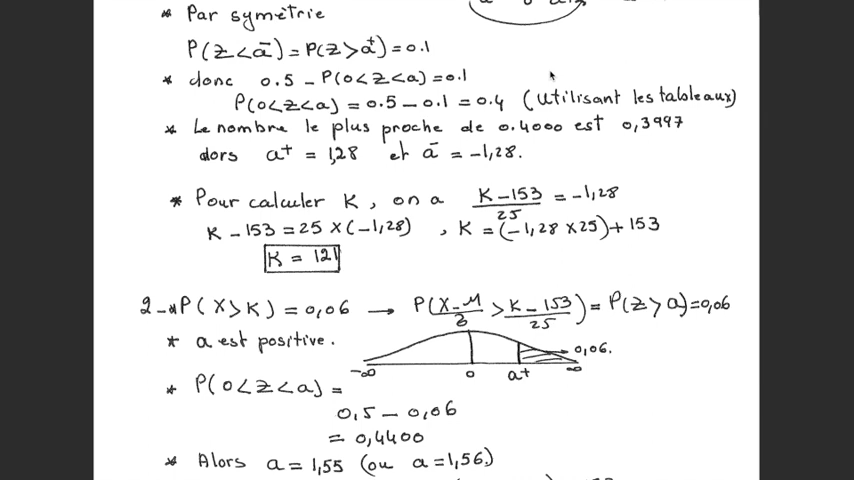 * Par symètrie
P(Z<a⁻) = P(Z>a⁺) = 0.1
* donc 0.5 – P(0<Z<a) = 0.1
P(0<Z<a) = 0.5 – 0.1 = 0.4 (utilisant les tableaux)
* Le nombre le plus proche de 0.4000 est 0,3997
alors a⁺ = 1,28 et a⁻ = –1,28.
* Pour calculer K, on a (K – 153)/25 = –1,28
K – 153 = 25 × (–1,28) , K = (–1,28 × 25) + 153
K = 121
2 – * P(X>K) = 0,06 → P((X–M)/σ > (K – 153)/25) = P(Z>a) = 0,06
* a est positive.
0,06.
–∞ 0 a⁺ ∞
* P(0<Z<a) =
0,5 – 0,06
= 0,4400
* Alors a = 1,55 (ou a = 1,56)